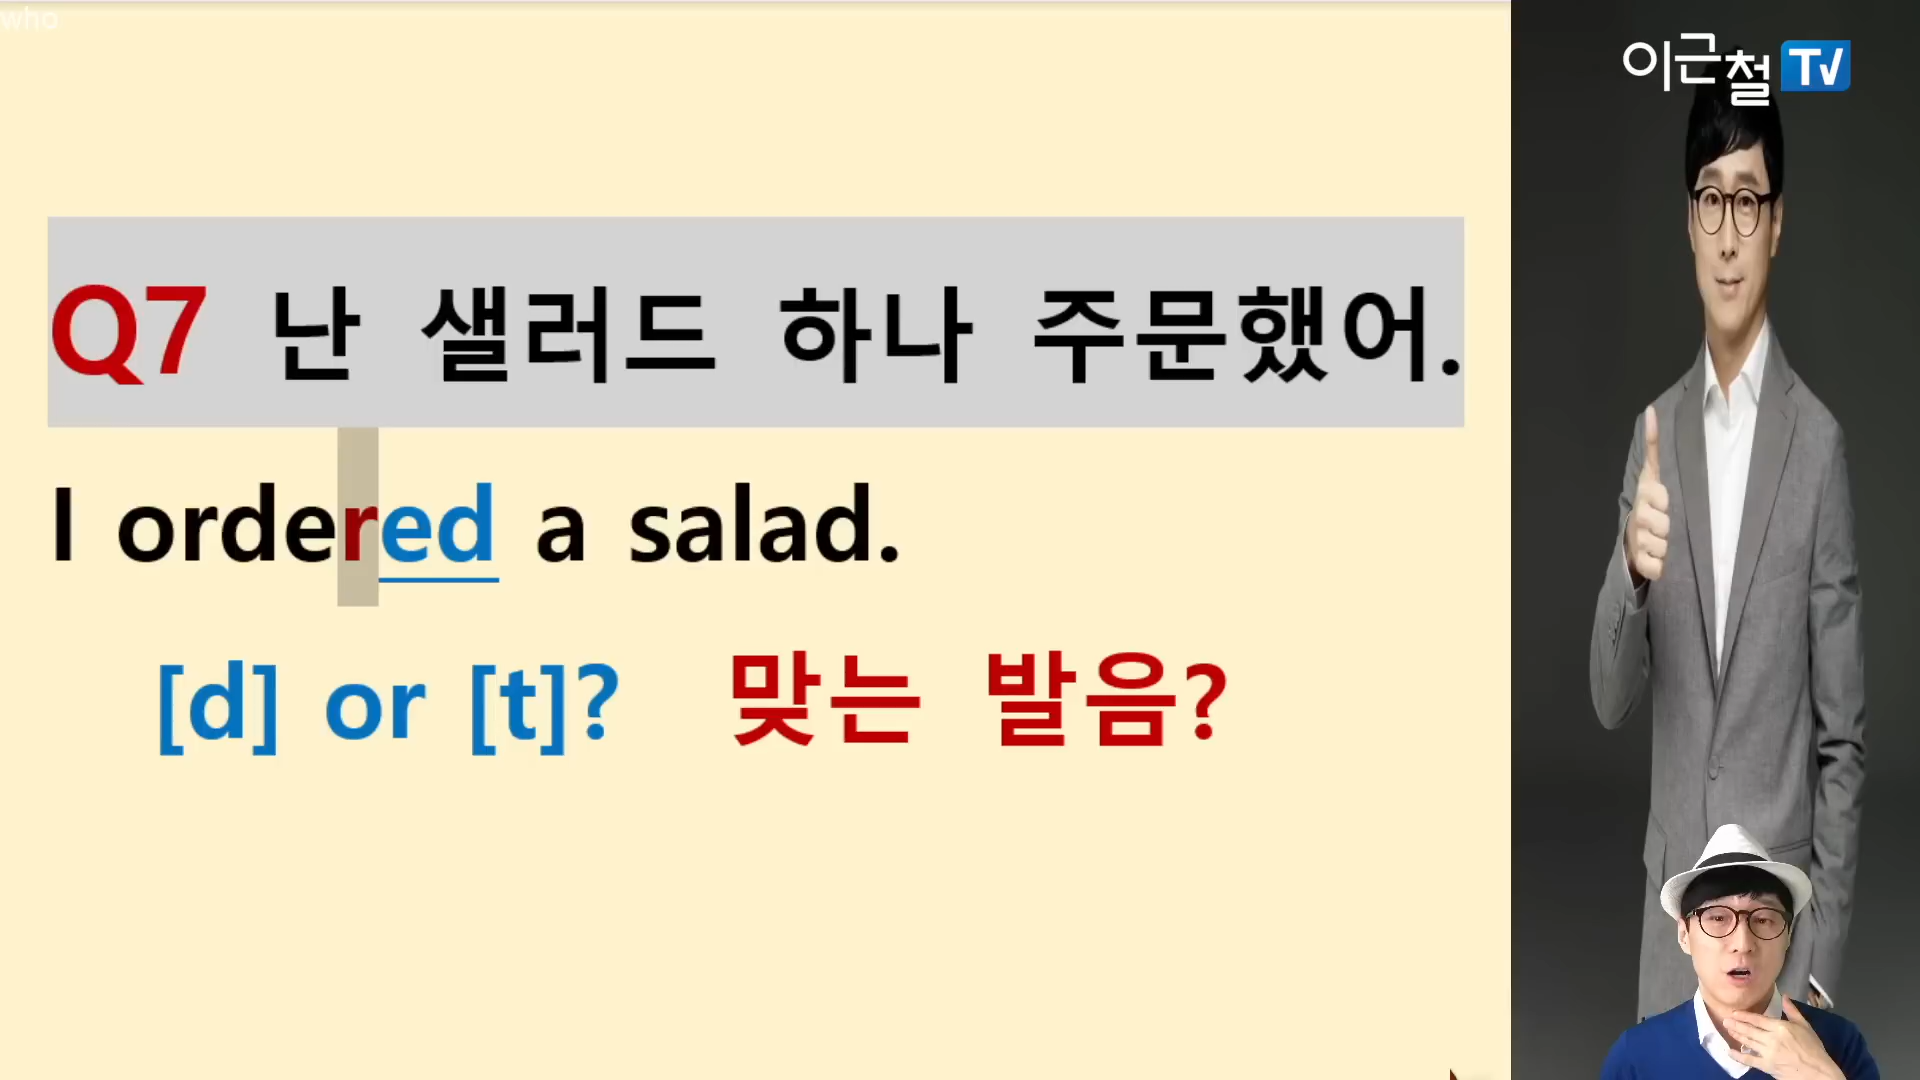 who
이근철 TV
Q7 난 샐러드 하나 주문했어.
I ordered a salad.
[d] or [t]? 맞는 발음?